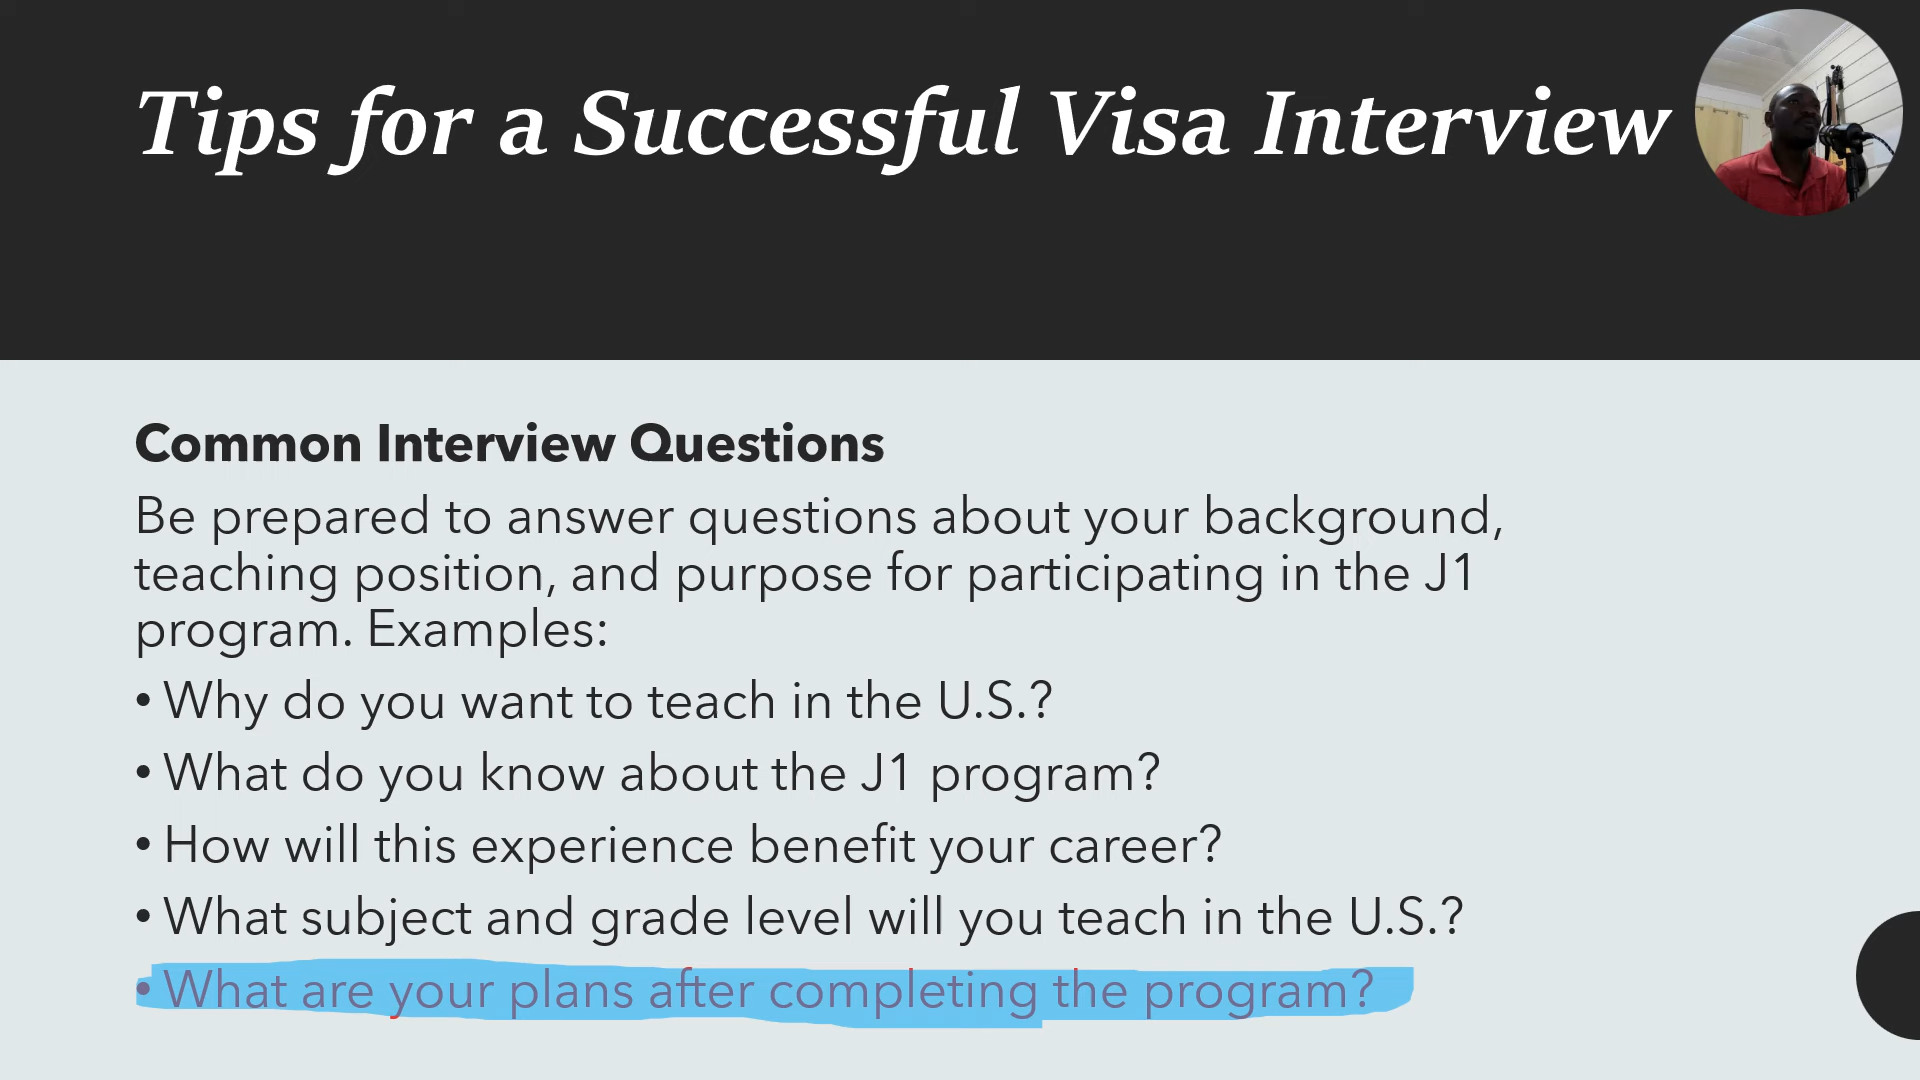 Tips for a Successful Visa Interview
Common Interview Questions
Be prepared to answer questions about your background,
teaching position, and purpose for participating in the J1
program. Examples:
• Why do you want to teach in the U.S.?
• What do you know about the J1 program?
• How will this experience benefit your career?
• What subject and grade level will you teach in the U.S.?
• What are your plans after completing the program?